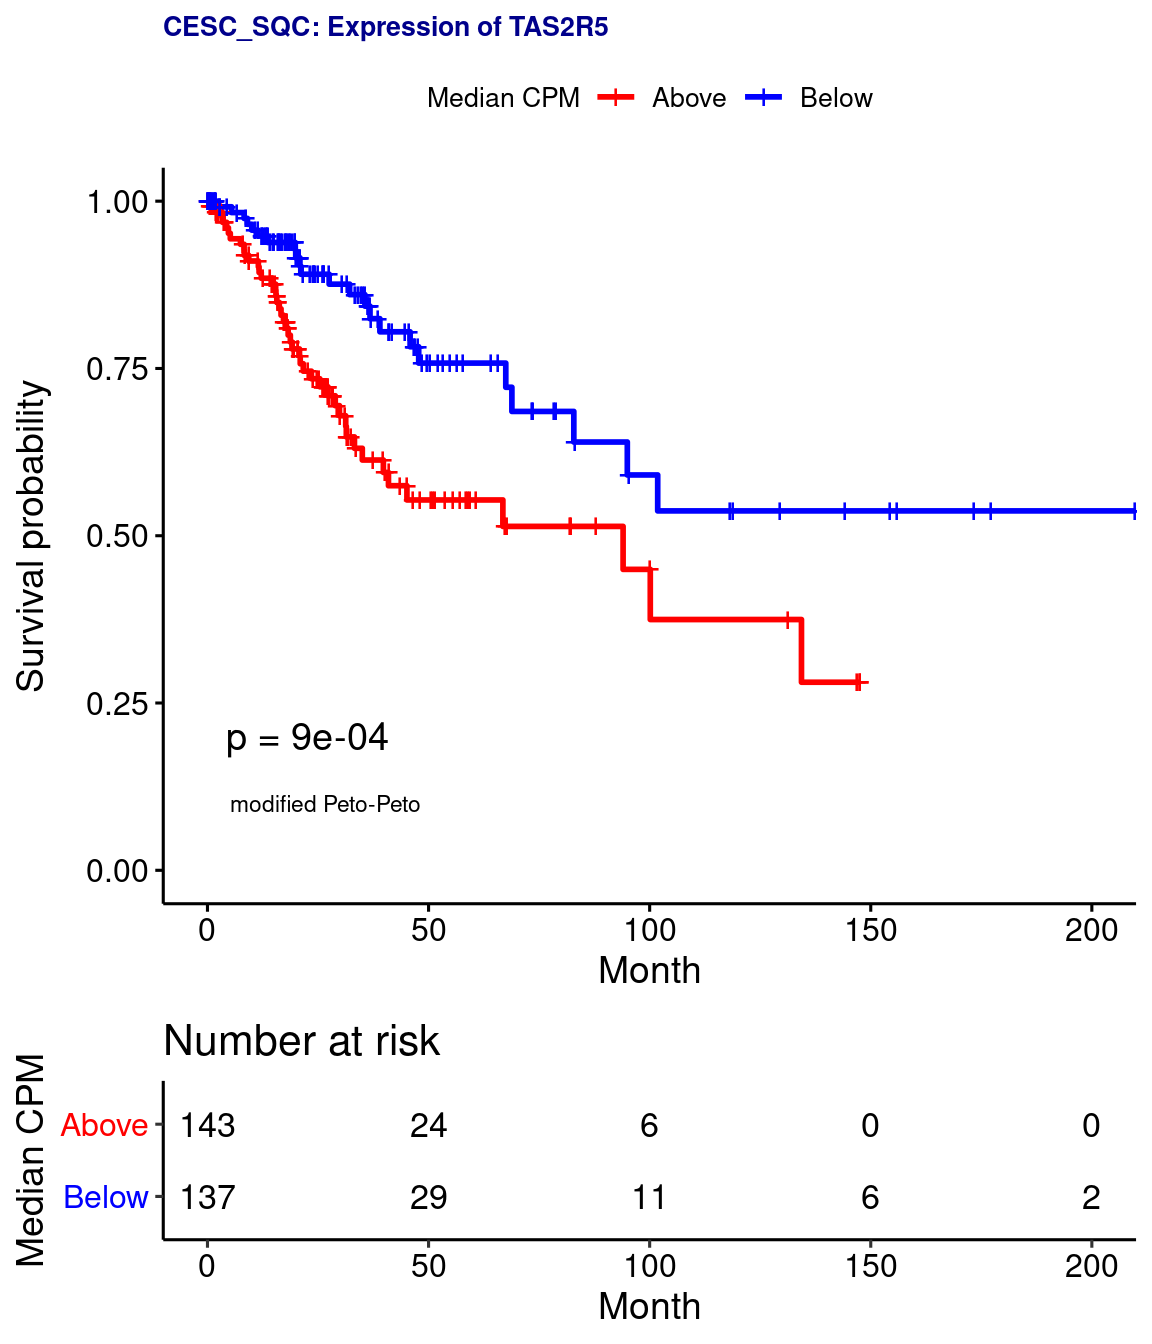 CESC_SQC: Expression of TAS2R5
Median CPM Above Below
Survival probability
1.00
0.75
0.50
0.25
0.00
p = 9e-04
modified Peto-Peto
0 50 100 150 200
Month
Number at risk
Median CPM
Above 143 24 6 0 0
Below 137 29 11 6 2
0 50 100 150 200
Month